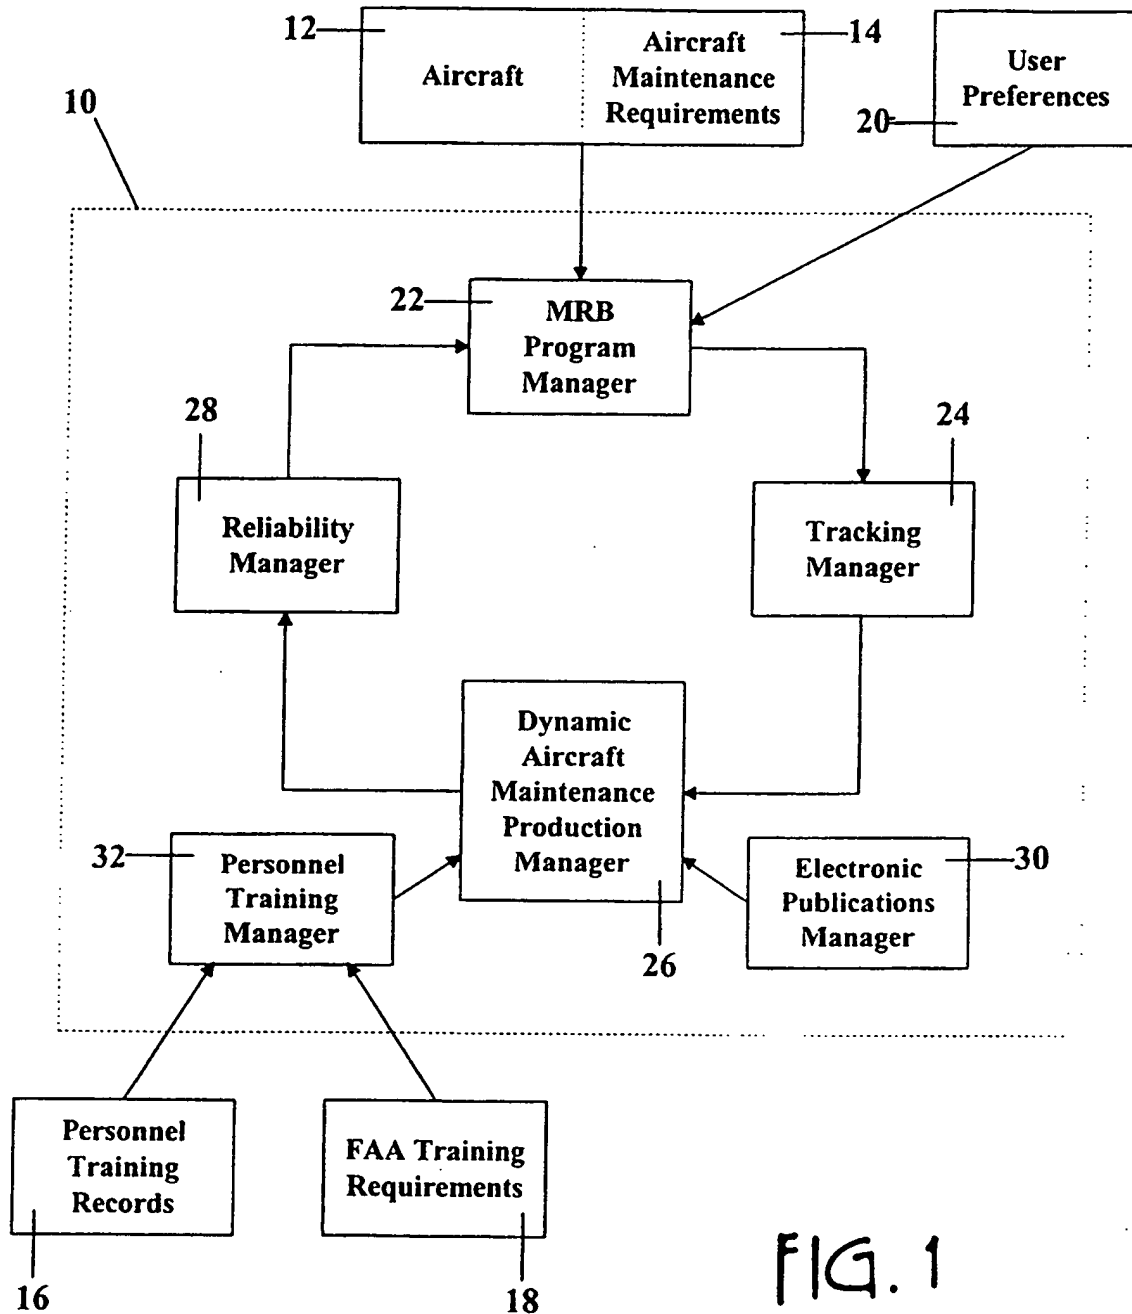 12
Aircraft
Aircraft
Maintenance
Requirements
14
User
Preferences
20
10
22
MRB
Program
Manager
28
Reliability
Manager
24
Tracking
Manager
Dynamic
Aircraft
Maintenance
Production
Manager
26
32
Personnel
Training
Manager
Electronic
Publications
Manager
30
Personnel
Training
Records
16
FAA Training
Requirements
18
FIG. 1